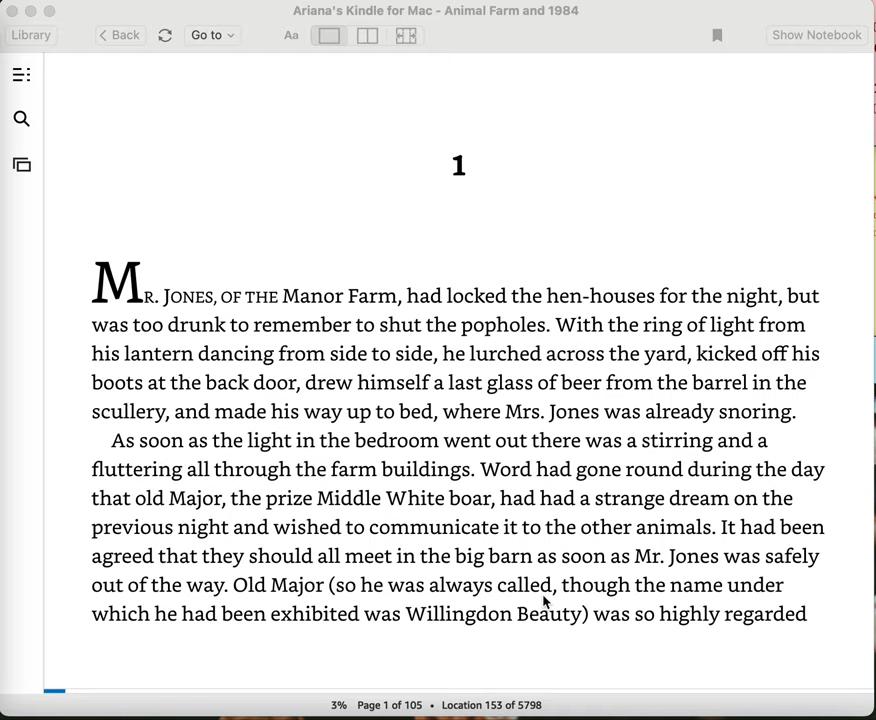 Ariana's Kindle for Mac - Animal Farm and 1984
Library Back Go to Aa Show Notebook
1
MR. JONES, OF THE Manor Farm, had locked the hen-houses for the night, but
was too drunk to remember to shut the popholes. With the ring of light from
his lantern dancing from side to side, he lurched across the yard, kicked off his
boots at the back door, drew himself a last glass of beer from the barrel in the
scullery, and made his way up to bed, where Mrs. Jones was already snoring.
As soon as the light in the bedroom went out there was a stirring and a
fluttering all through the farm buildings. Word had gone round during the day
that old Major, the prize Middle White boar, had had a strange dream on the
previous night and wished to communicate it to the other animals. It had been
agreed that they should all meet in the big barn as soon as Mr. Jones was safely
out of the way. Old Major (so he was always called, though the name under
which he had been exhibited was Willingdon Beauty) was so highly regarded
3% Page 1 of 105 • Location 153 of 5798